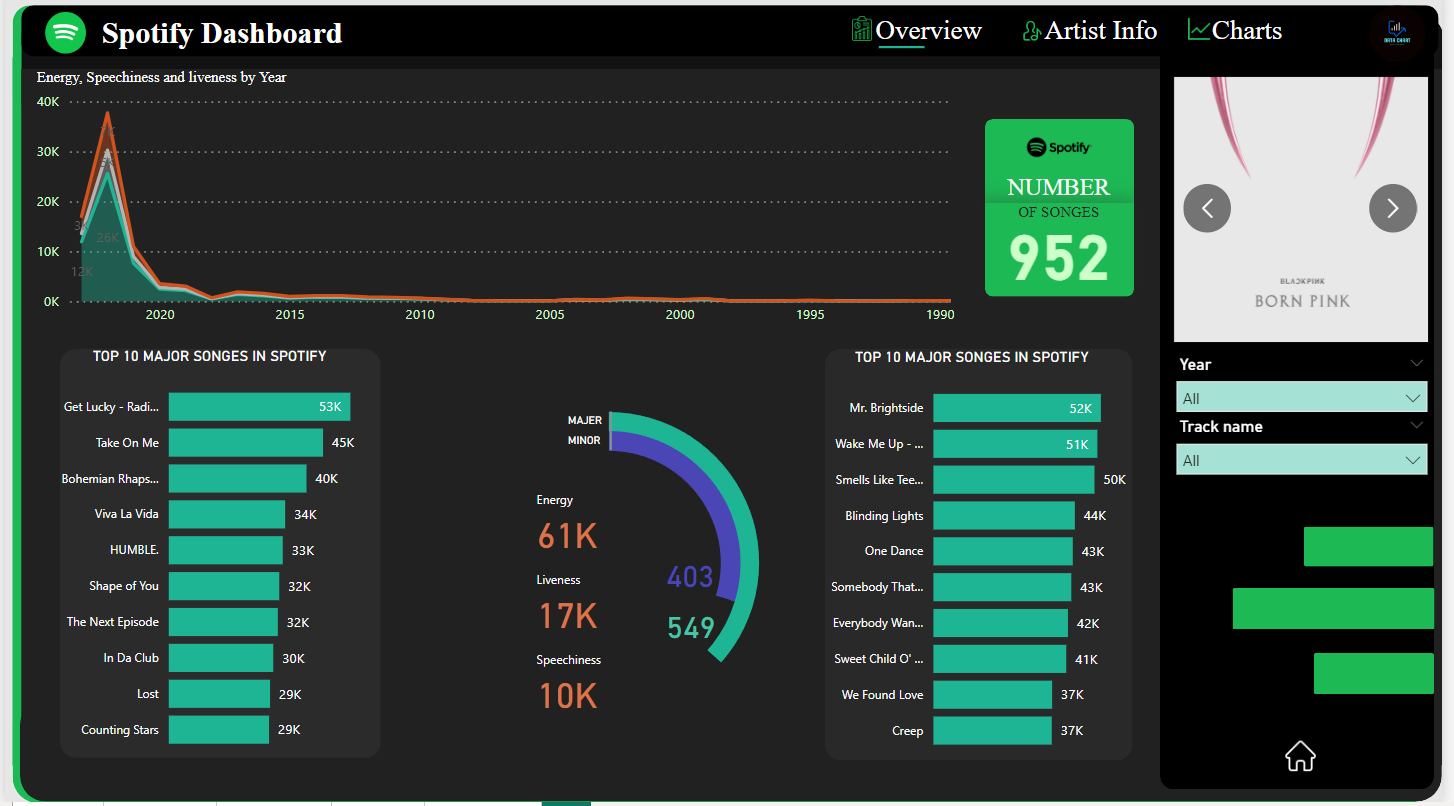 Spotify Dashboard
Overview
Artist Info
Charts
DATA CHART
Energy, Speechiness and liveness by Year
40K
30K
20K
10K
0K
3K
26K
12K
2020
2015
2010
2005
2000
1995
1990
Spotify
NUMBER
OF SONGES
952
BLACKPINK
BORN PINK
Year
All
Track name
All
TOP 10 MAJOR SONGES IN SPOTIFY
Get Lucky - Radi... 53K
Take On Me 45K
Bohemian Rhaps... 40K
Viva La Vida 34K
HUMBLE. 33K
Shape of You 32K
The Next Episode 32K
In Da Club 30K
Lost 29K
Counting Stars 29K
MAJER
MINOR
Energy
61K
Liveness
17K
Speechiness
10K
403
549
TOP 10 MAJOR SONGES IN SPOTIFY
Mr. Brightside 52K
Wake Me Up - ... 51K
Smells Like Tee... 50K
Blinding Lights 44K
One Dance 43K
Somebody That... 43K
Everybody Wan... 42K
Sweet Child O' ... 41K
We Found Love 37K
Creep 37K